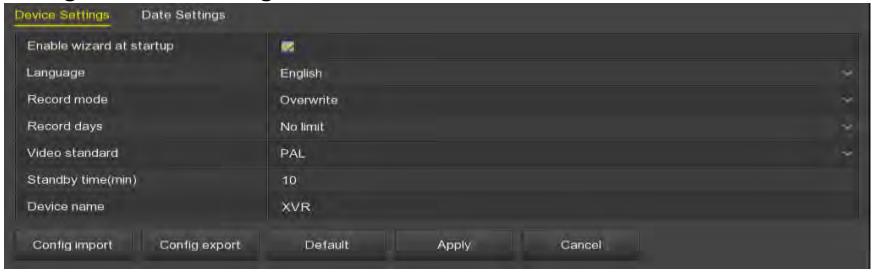 Device Settings Date Settings
Enable wizard at startup
Language English
Record mode Overwrite
Record days No limit
Video standard PAL
Standby time(min) 10
Device name XVR
Config import Config export Default Apply Cancel